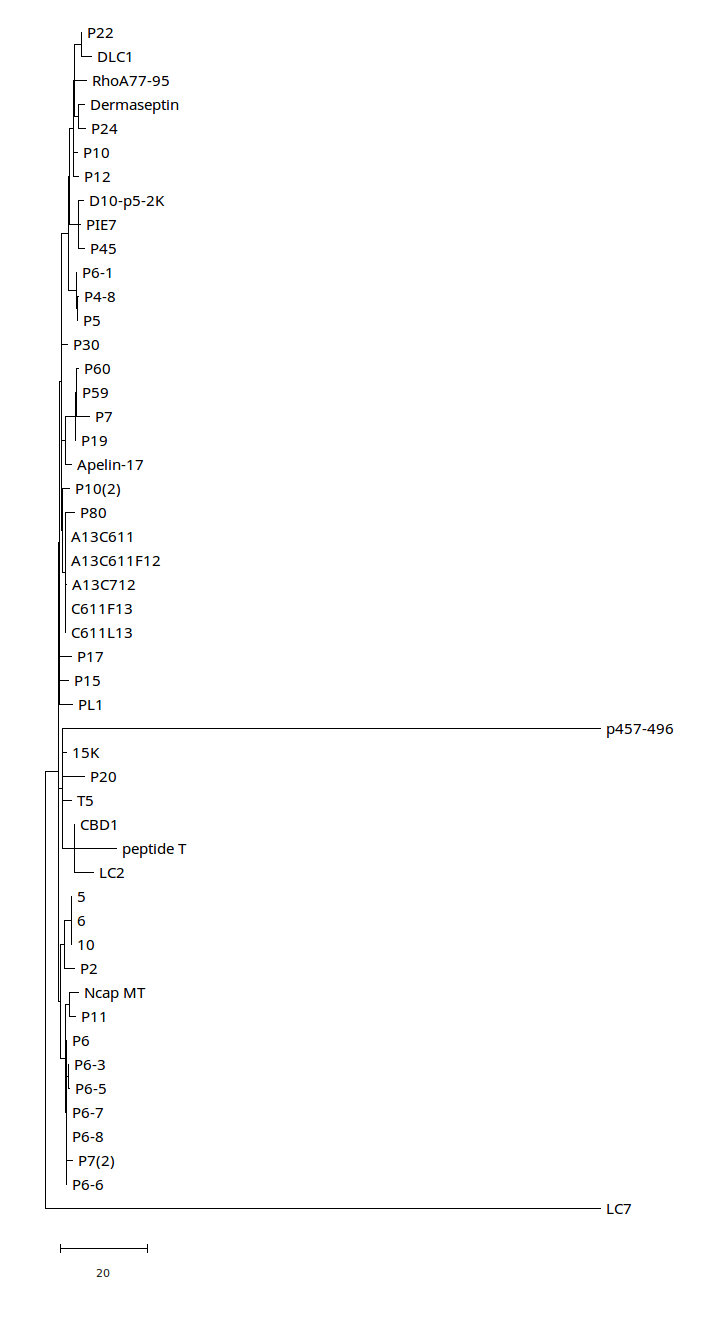 P22
DLC1
RhoA77-95
Dermaseptin
P24
P10
P12
D10-p5-2K
PIE7
P45
P6-1
P4-8
P5
P30
P60
P59
P7
P19
Apelin-17
P10(2)
P80
A13C611
A13C611F12
A13C712
C611F13
C611L13
P17
P15
PL1
p457-496
15K
P20
T5
CBD1
peptide T
LC2
5
6
10
P2
Ncap MT
P11
P6
P6-3
P6-5
P6-7
P6-8
P7(2)
P6-6
LC7
20